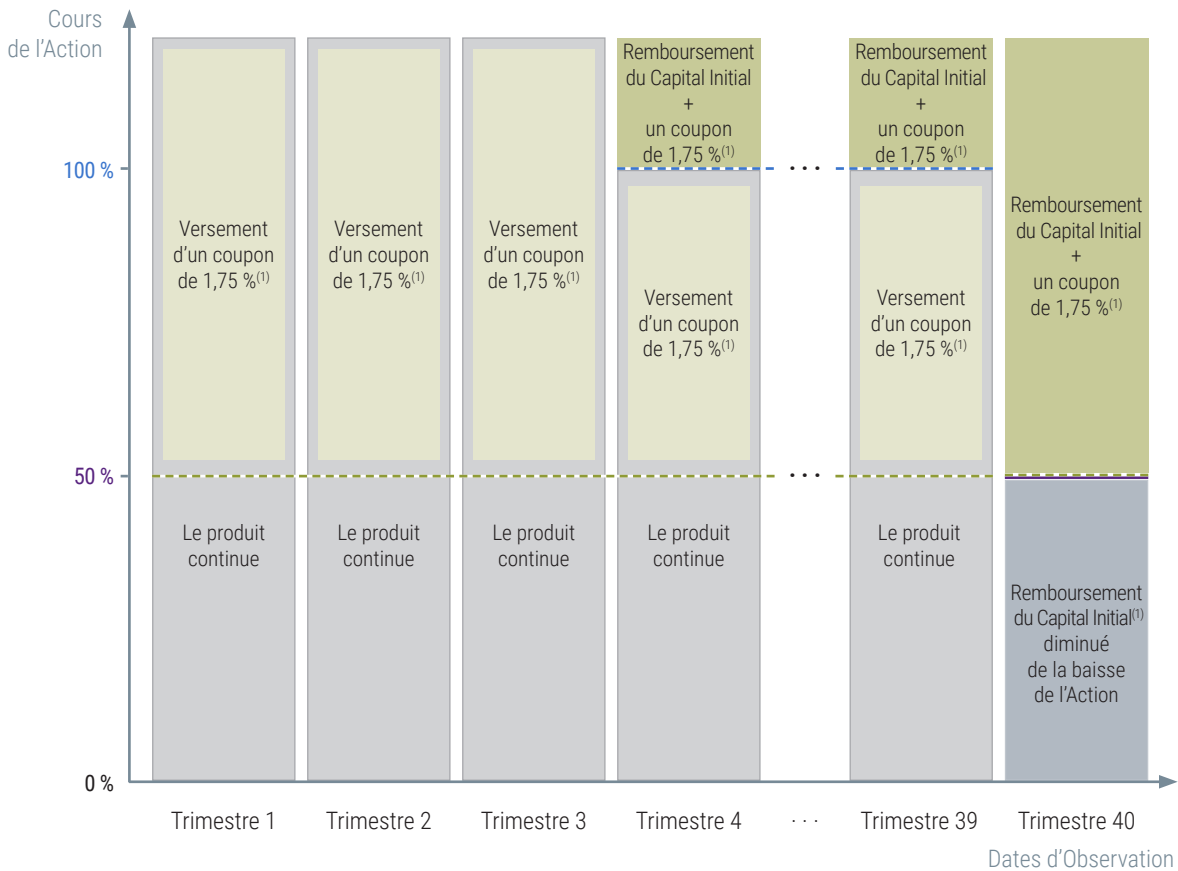 Cours
de l'Action
100 %
50 %
0 %
Versement
d'un coupon
de 1,75 %(1)
Le produit
continue
Versement
d'un coupon
de 1,75 %(1)
Le produit
continue
Versement
d'un coupon
de 1,75 %(1)
Le produit
continue
Remboursement
du Capital Initial
+
un coupon
de 1,75 %(1)
Versement
d'un coupon
de 1,75 %(1)
Le produit
continue
...
...
Remboursement
du Capital Initial
+
un coupon
de 1,75 %(1)
Versement
d'un coupon
de 1,75 %(1)
Le produit
continue
Remboursement
du Capital Initial
+
un coupon
de 1,75 %(1)
Remboursement
du Capital Initial(1)
diminué
de la baisse
de l'Action
Trimestre 1
Trimestre 2
Trimestre 3
Trimestre 4
...
Trimestre 39
Trimestre 40
Dates d'Observation